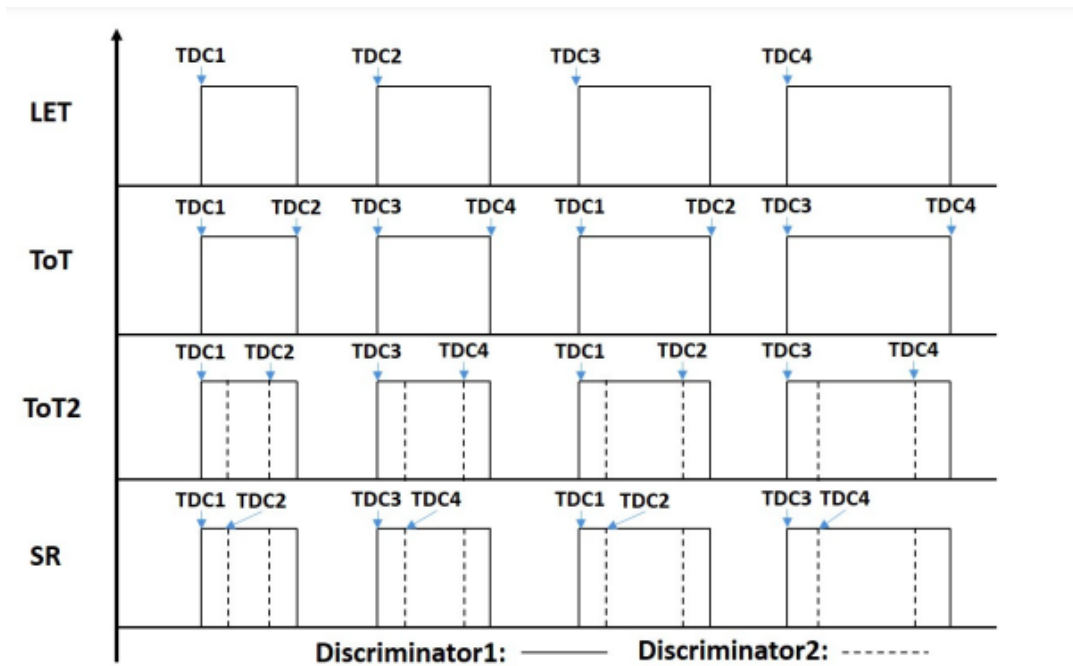 TDC1 TDC2 TDC3 TDC4
LET
TDC1 TDC2 TDC3 TDC4 TDC1 TDC2 TDC3 TDC4
ToT
TDC1 TDC2 TDC3 TDC4 TDC1 TDC2 TDC3 TDC4
ToT2
TDC1 TDC2 TDC3 TDC4 TDC1 TDC2 TDC3 TDC4
SR
Discriminator1: Discriminator2: